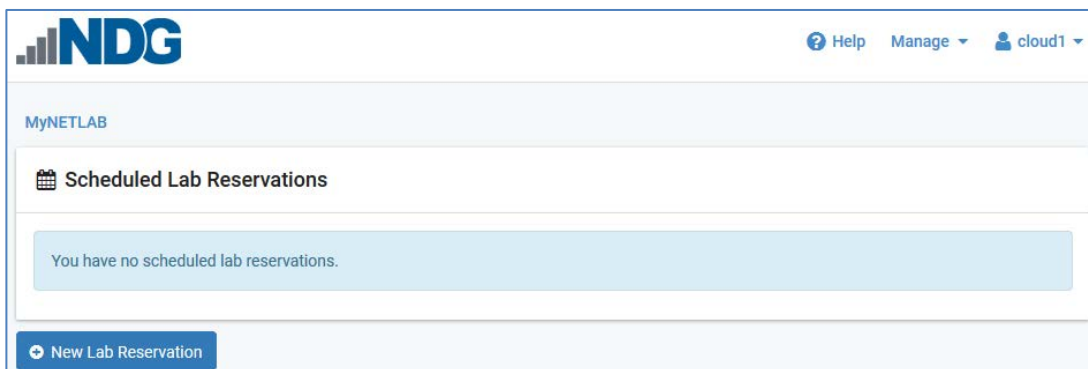 NDG
Help Manage cloud1
MyNETLAB
Scheduled Lab Reservations
You have no scheduled lab reservations.
New Lab Reservation